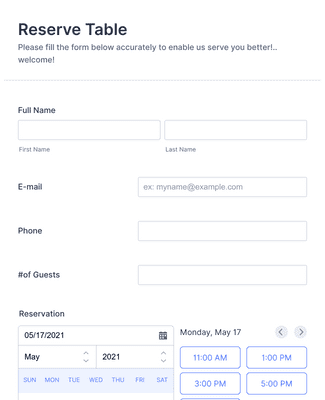 Reserve Table
Please fill the form below accurately to enable us serve you better!..
welcome!
Full Name
First Name Last Name
E-mail ex: myname@example.com
Phone
#of Guests
Reservation
05/17/2021 Monday, May 17
May 2021 11:00 AM 1:00 PM
SUN MON TUE WED THU FRI SAT 3:00 PM 5:00 PM